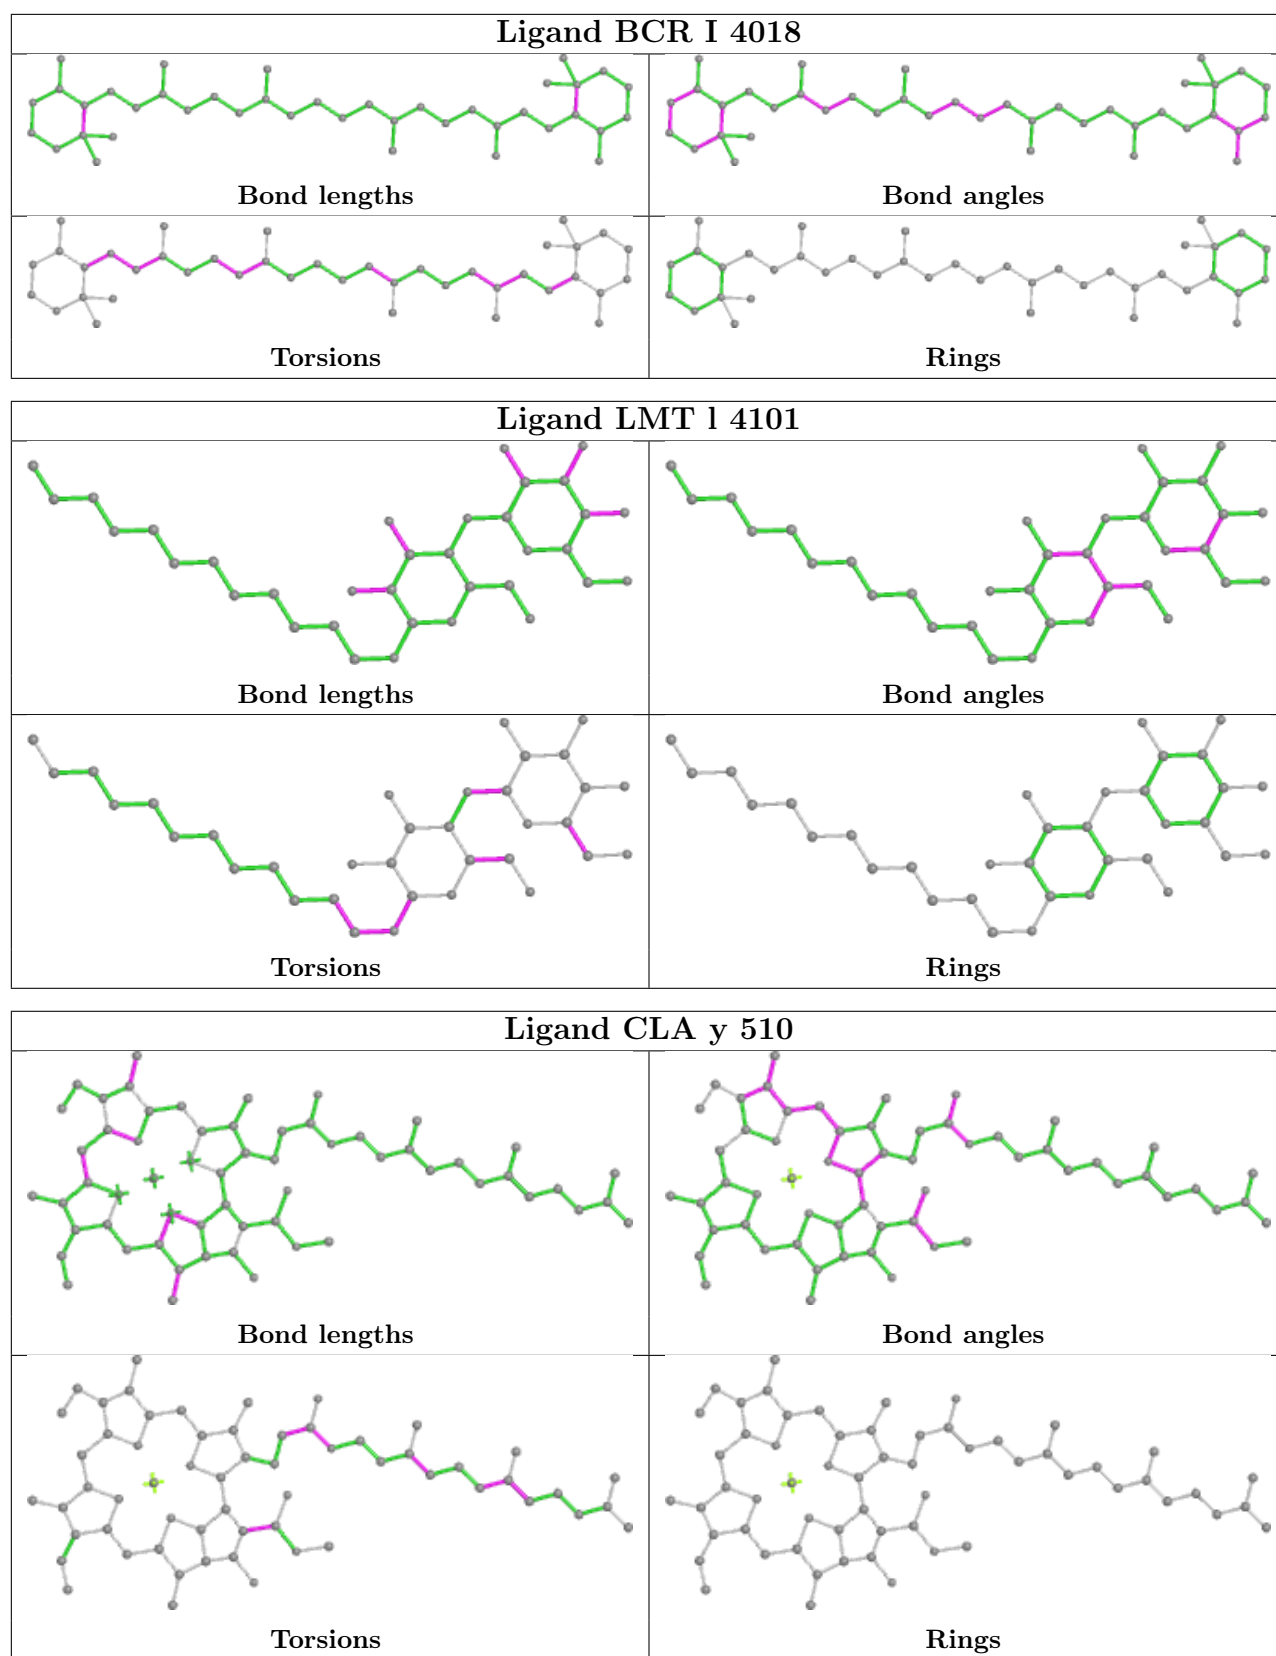 Ligand BCR I 4018
Bond lengths
Bond angles
Torsions
Rings
Ligand LMT l 4101
Bond lengths
Bond angles
Torsions
Rings
Ligand CLA y 510
Bond lengths
Bond angles
Torsions
Rings